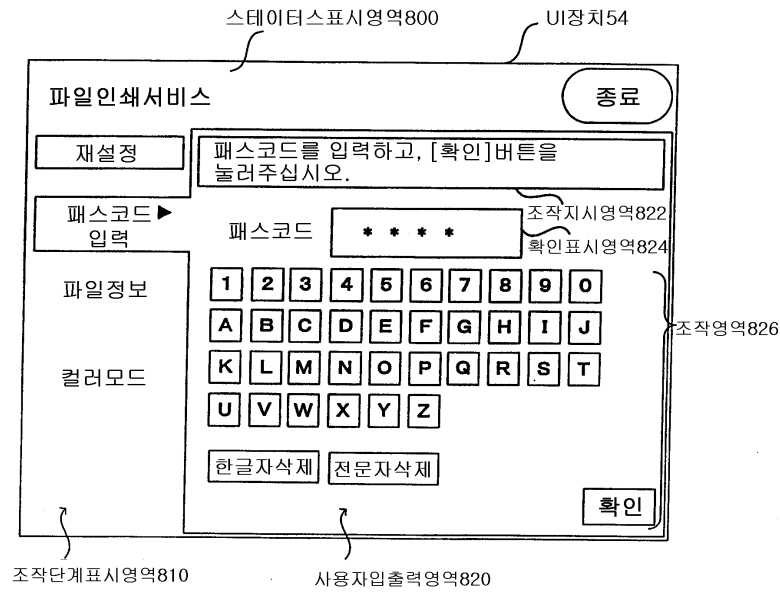 스테이터스표시영역800
UI장치54
파일인쇄서비스
종료
재설정
패스코드를 입력하고, [확인]버튼을
눌러주십시오.
조작지시영역822
패스코드▶
입력
패스코드
* * * *
확인표시영역824
파일정보
1 2 3 4 5 6 7 8 9 0
A B C D E F G H I J
조작영역826
컬러모드
K L M N O P Q R S T
U V W X Y Z
한글자삭제
전문자삭제
확인
조작단계표시영역810
사용자입출력영역820